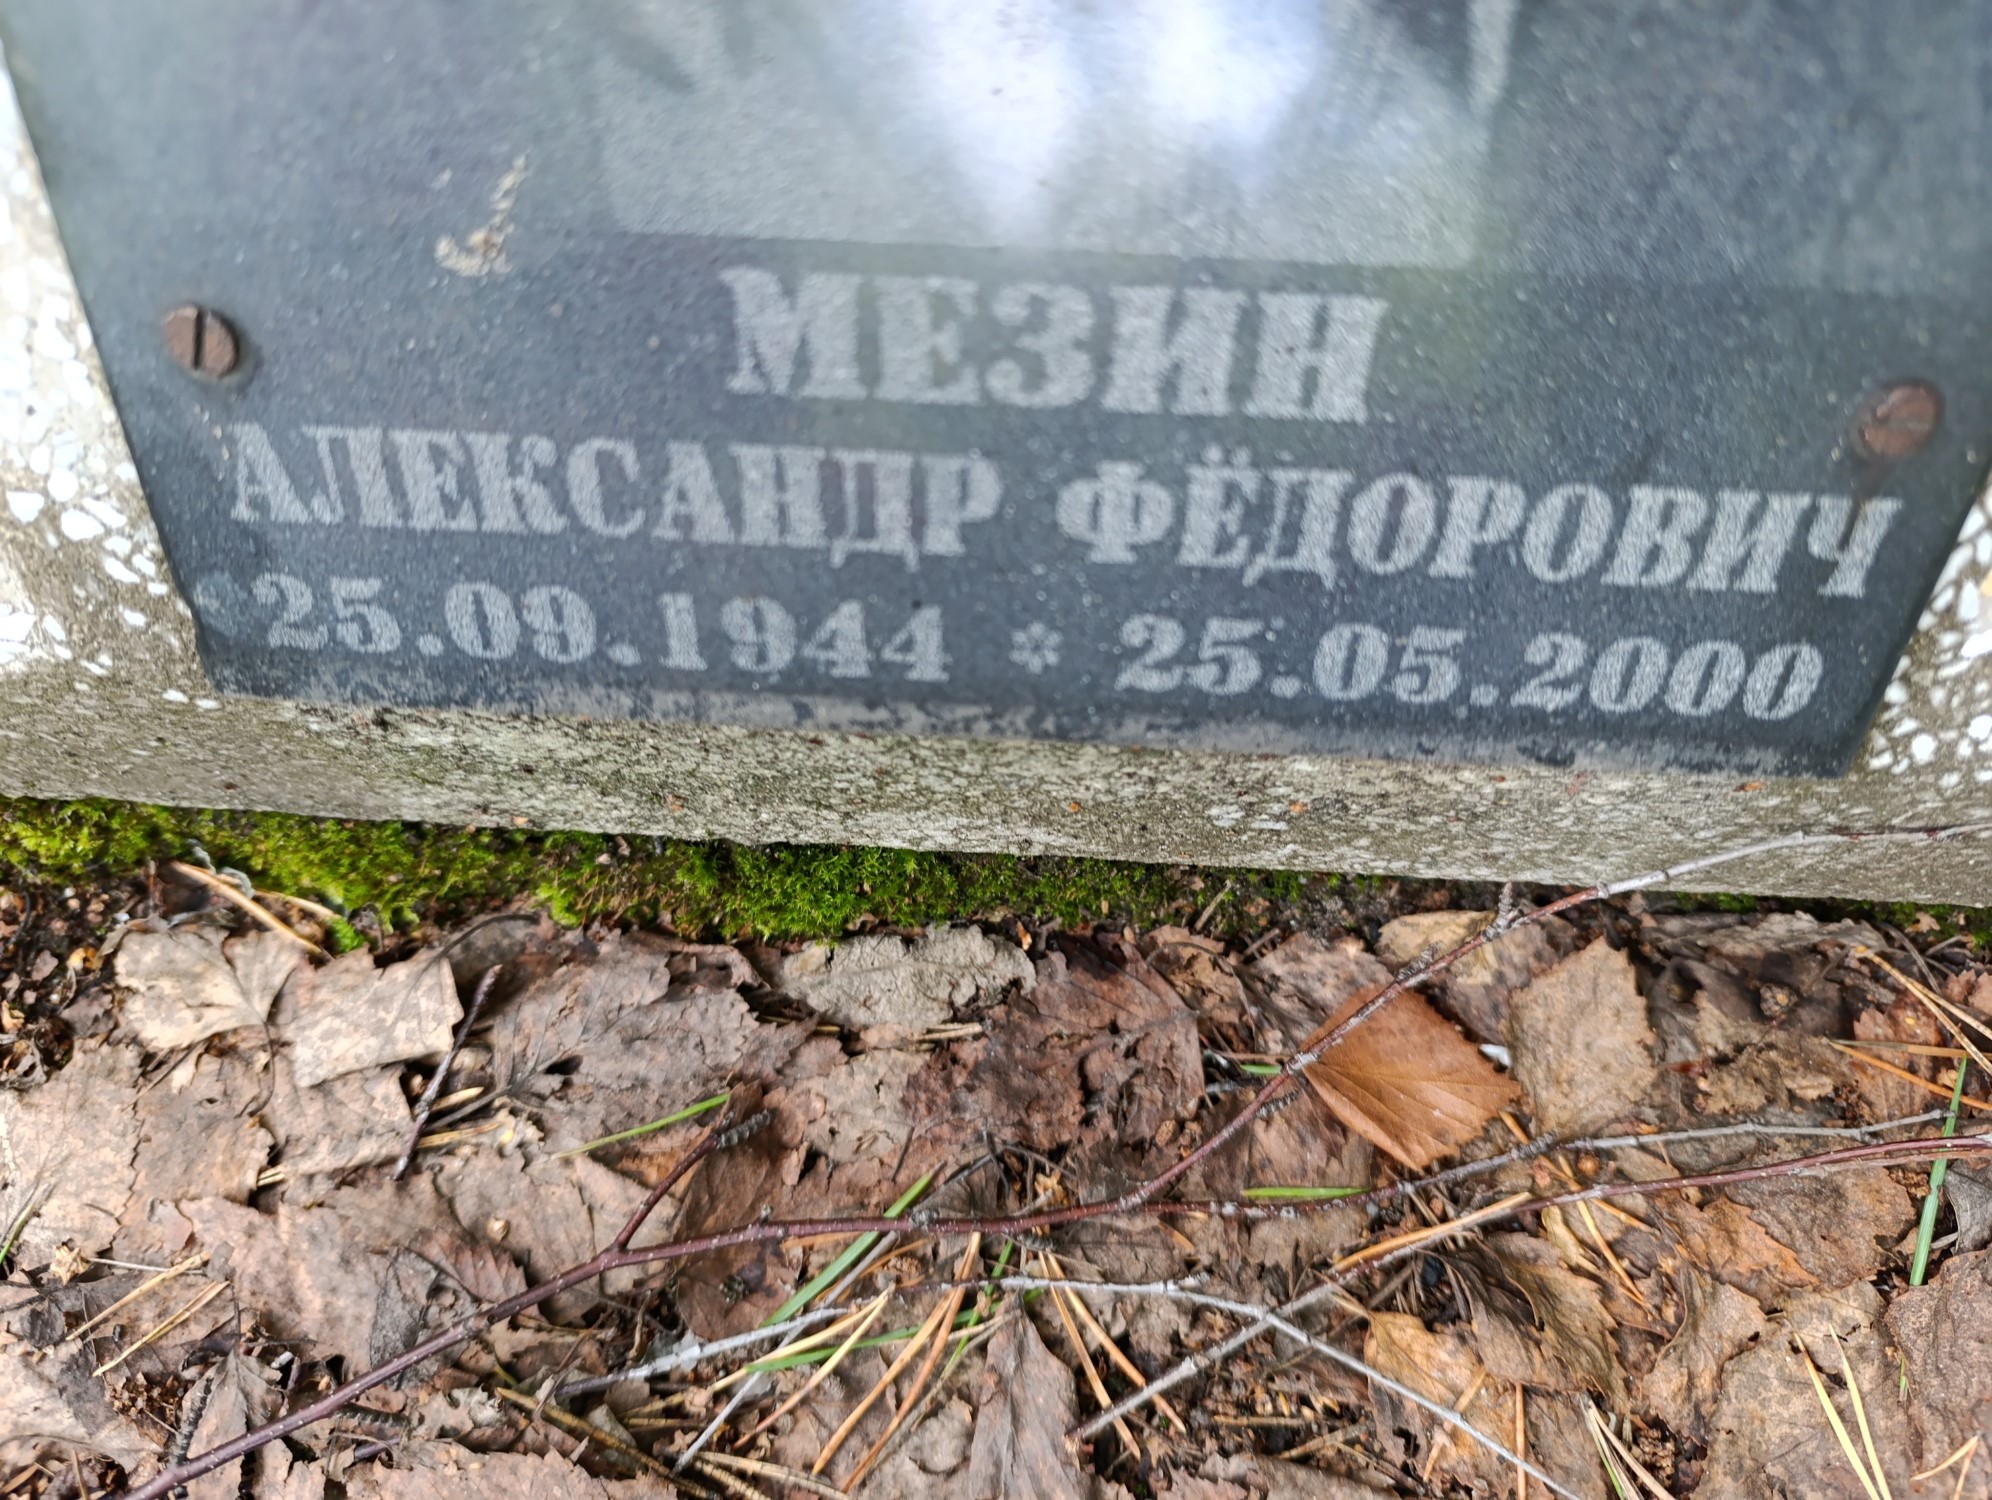 МЕЗИН
АЛЕКСАНДР ФЁДОРОВИЧ
25.09.1944 * 25.05.2000